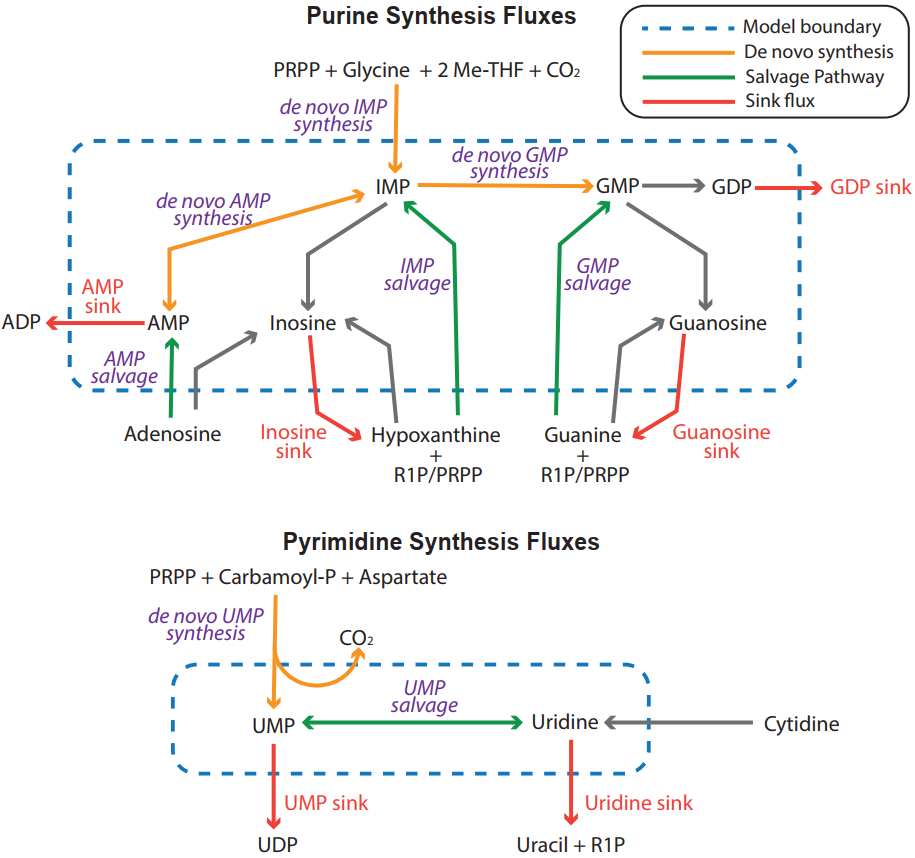 Purine Synthesis Fluxes
Model boundary
De novo synthesis
Salvage Pathway
Sink flux
PRPP + Glycine + 2 Me-THF + CO₂
de novo IMP
synthesis
de novo GMP
synthesis
IMP
GMP
GDP
GDP sink
de novo AMP
synthesis
IMP
salvage
GMP
salvage
AMP
sink
ADP
AMP
Inosine
Guanosine
AMP
salvage
Adenosine
Inosine
sink
Hypoxanthine
+
R1P/PRPP
Guanine
+
R1P/PRPP
Guanosine
sink
Pyrimidine Synthesis Fluxes
PRPP + Carbamoyl-P + Aspartate
de novo UMP
synthesis
CO₂
UMP
salvage
UMP
Uridine
Cytidine
UMP sink
Uridine sink
UDP
Uracil + R1P